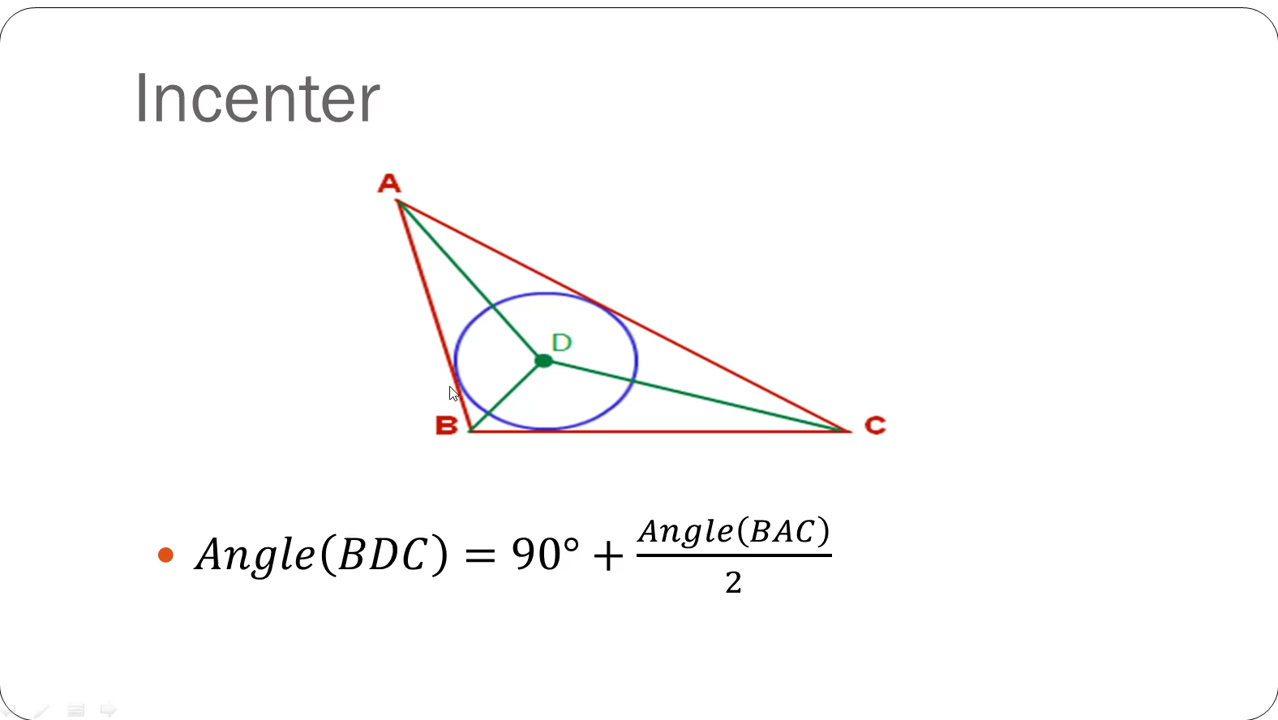 Incenter
A
D
B
C
• Angle(BDC) = 90° + Angle(BAC)/2